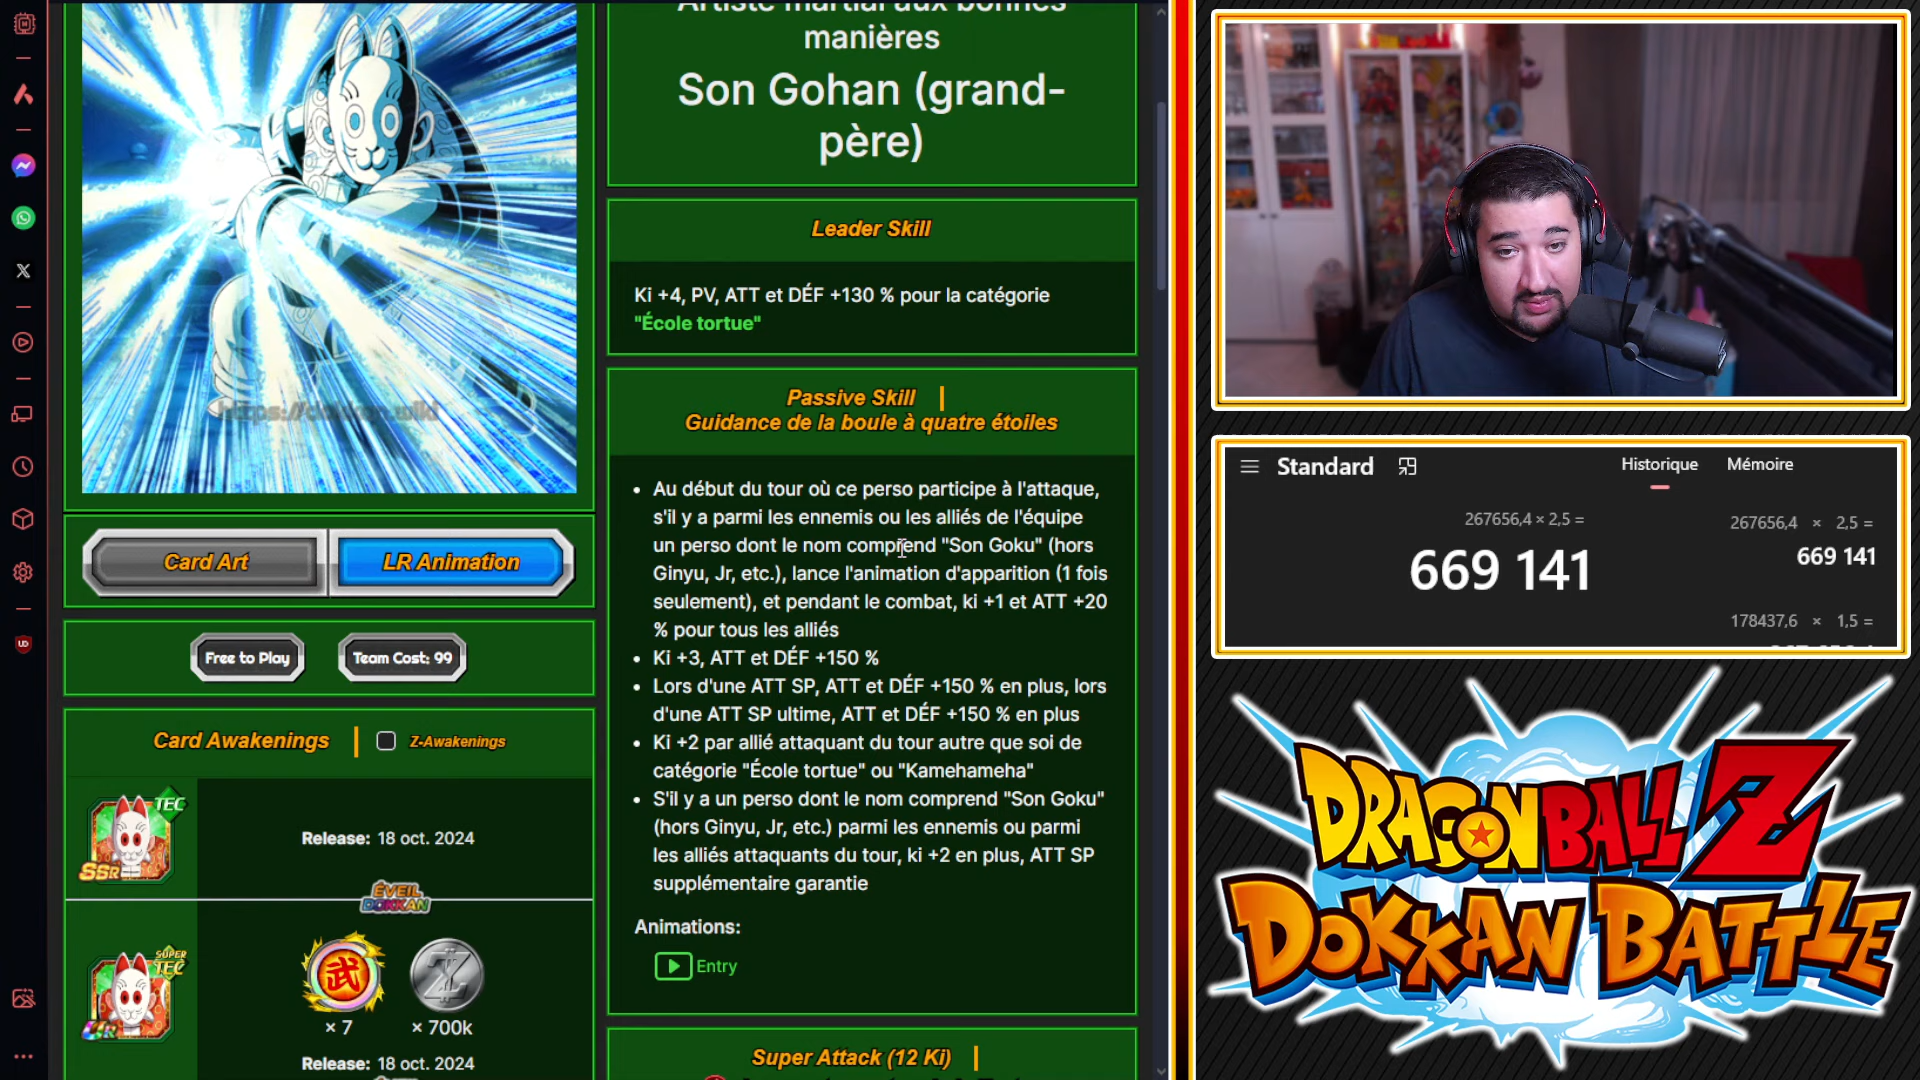 Artiste martial aux bonnes
manières
Son Gohan (grand-
père)
Leader Skill
Ki +4, PV, ATT et DÉF +130 % pour la catégorie
"École tortue"
Passive Skill
Guidance de la boule à quatre étoiles
Au début du tour où ce perso participe à l'attaque,
s'il y a parmi les ennemis ou les alliés de l'équipe
un perso dont le nom comprend "Son Goku" (hors
Ginyu, Jr, etc.), lance l'animation d'apparition (1 fois
seulement), et pendant le combat, ki +1 et ATT +20
% pour tous les alliés
Ki +3, ATT et DÉF +150 %
Lors d'une ATT SP, ATT et DÉF +150 % en plus, lors
d'une ATT SP ultime, ATT et DÉF +150 % en plus
Ki +2 par allié attaquant du tour autre que soi de
catégorie "École tortue" ou "Kamehameha"
S'il y a un perso dont le nom comprend "Son Goku"
(hors Ginyu, Jr, etc.) parmi les ennemis ou parmi
les alliés attaquants du tour, ki +2 en plus, ATT SP
supplémentaire garantie
Animations:
Entry
Super Attack (12 Ki)
https://dokkan.wiki
Card Art
LR Animation
Free to Play
Team Cost: 99
Card Awakenings
Z-Awakenings
TEC
SSR
Release: 18 oct. 2024
ÉVEIL
DOKKAN
SUPER
TEC
UR
武
Z
× 7
× 700k
Release: 18 oct. 2024
UD
Standard
Historique
Mémoire
267656,4 × 2,5 =
669 141
267656,4 × 2,5 =
669 141
178437,6 × 1,5 =
DRAGON BALL Z
DOKKAN BATTLE